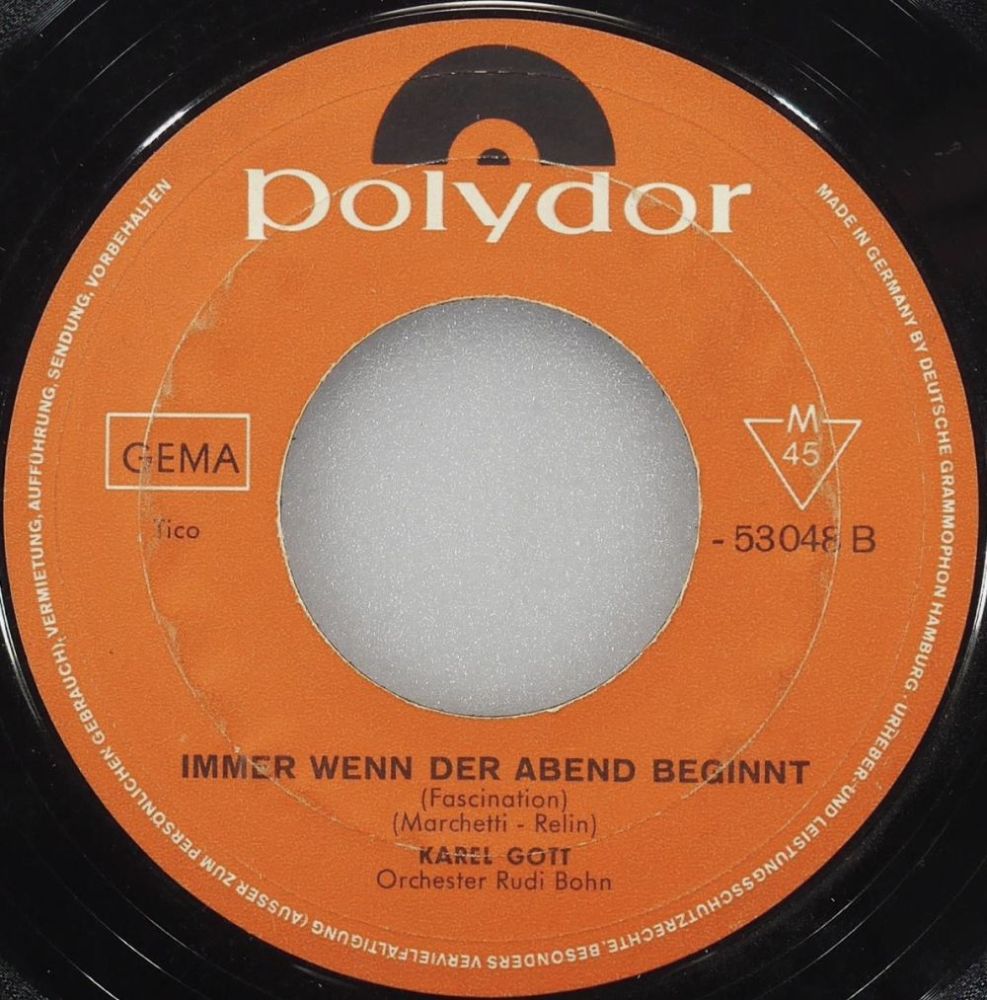 polydor
MADE IN GERMANY BY DEUTSCHE GRAMMOPHON HAMBURG · URHEBER- UND LEISTUNGSSCHUTZRECHTE, BESONDERS VERVIELFÄLTIGUNG (AUSSER ZUM PERSÖNLICHEN GEBRAUCH), VERMIETUNG, AUFFÜHRUNG, SENDUNG, VORBEHALTEN
GEMA
M
45
Tico
- 53048 B
IMMER WENN DER ABEND BEGINNT
(Fascination)
(Marchetti - Relin)
KAREL GOTT
Orchester Rudi Bohn